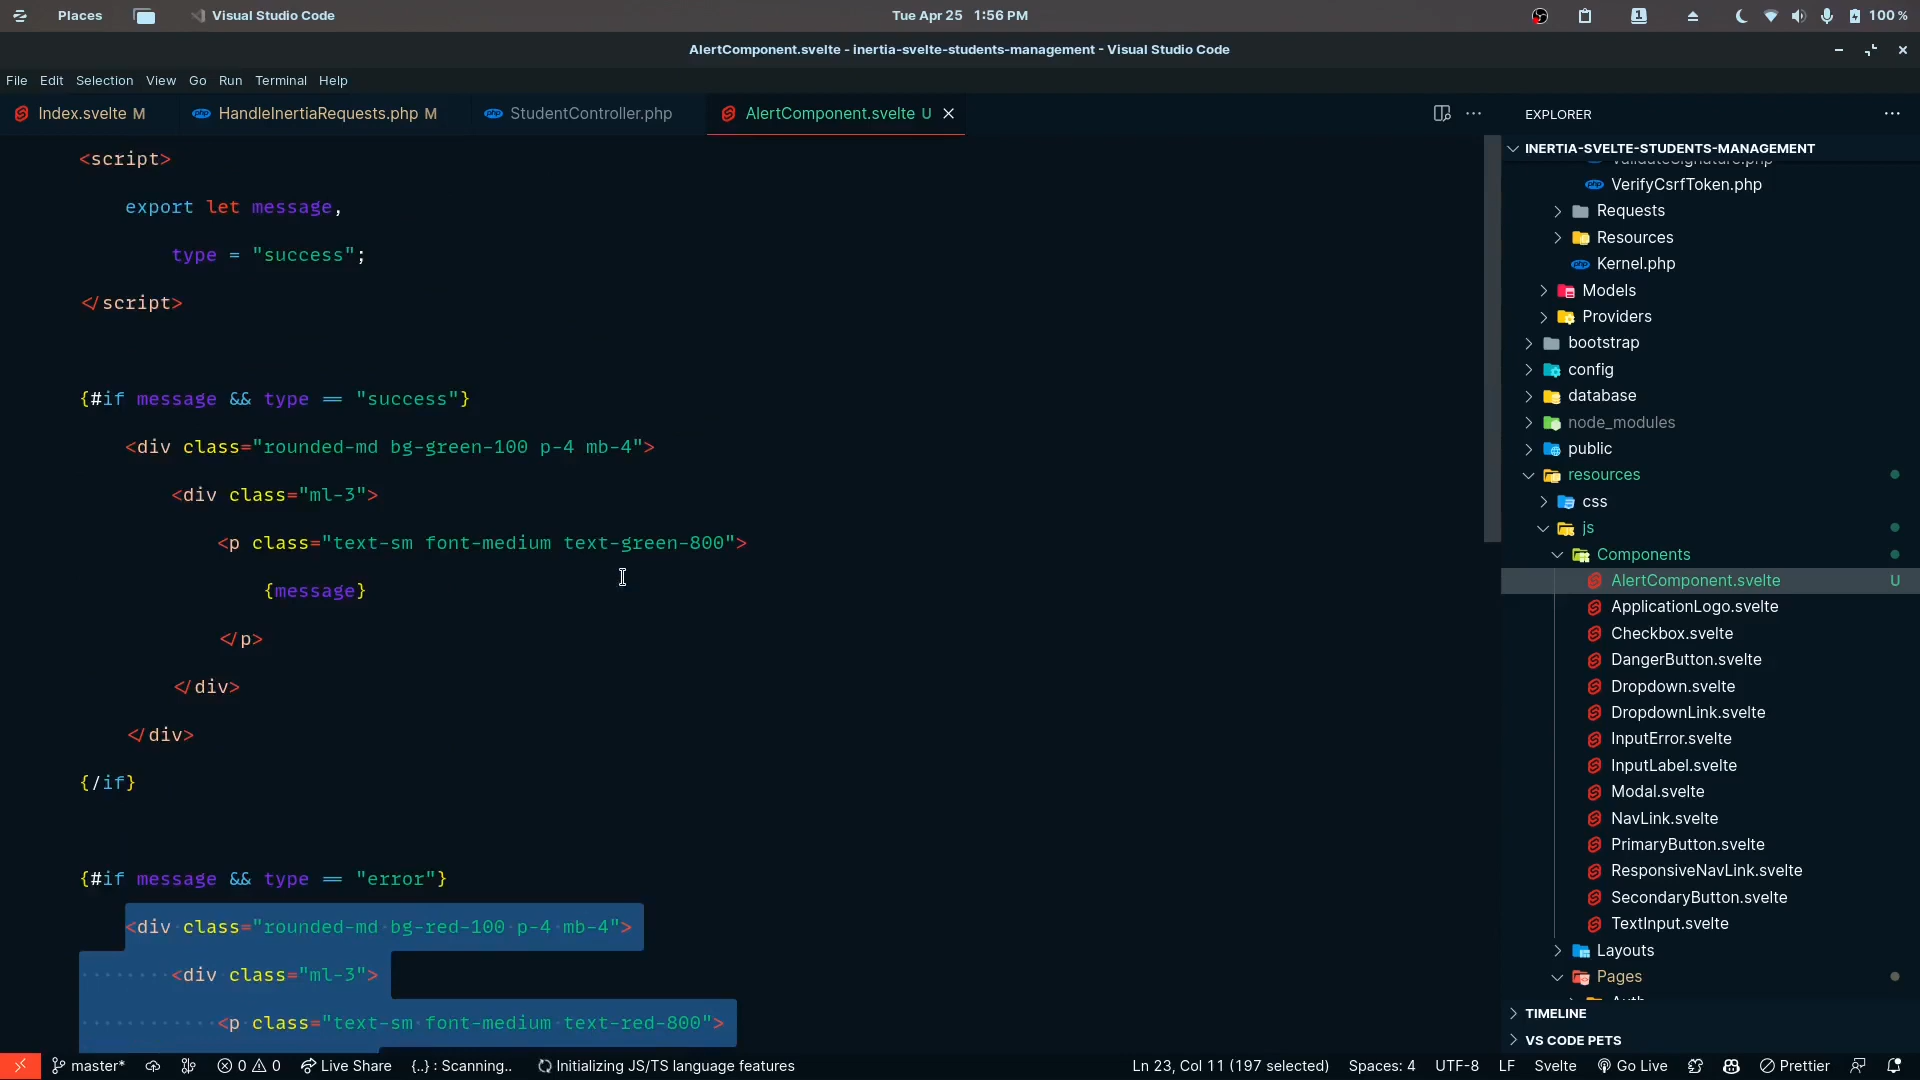 Places
Visual Studio Code
Tue Apr 25 1:56 PM
1
100 %
AlertComponent.svelte - inertia-svelte-students-management - Visual Studio Code
File Edit Selection View Go Run Terminal Help
Index.svelte M
HandleInertiaRequests.php M
StudentController.php
AlertComponent.svelte U
<script>
export let message,
type = "success";
</script>
{#if message && type == "success"}
<div class="rounded-md bg-green-100 p-4 mb-4">
<div class="ml-3">
<p class="text-sm font-medium text-green-800">
{message}
</p>
</div>
</div>
{/if}
{#if message && type == "error"}
<div class="rounded-md bg-red-100 p-4 mb-4">
<div class="ml-3">
<p class="text-sm font-medium text-red-800">
EXPLORER
INERTIA-SVELTE-STUDENTS-MANAGEMENT
ValidateSignature.php
VerifyCsrfToken.php
Requests
Resources
Kernel.php
Models
Providers
bootstrap
config
database
node_modules
public
resources
css
js
Components
AlertComponent.svelte U
ApplicationLogo.svelte
Checkbox.svelte
DangerButton.svelte
Dropdown.svelte
DropdownLink.svelte
InputError.svelte
InputLabel.svelte
Modal.svelte
NavLink.svelte
PrimaryButton.svelte
ResponsiveNavLink.svelte
SecondaryButton.svelte
TextInput.svelte
Layouts
Pages
Auth
TIMELINE
VS CODE PETS
master* 0 0 Live Share {..} : Scanning.. Initializing JS/TS language features Ln 23, Col 11 (197 selected) Spaces: 4 UTF-8 LF Svelte Go Live Prettier